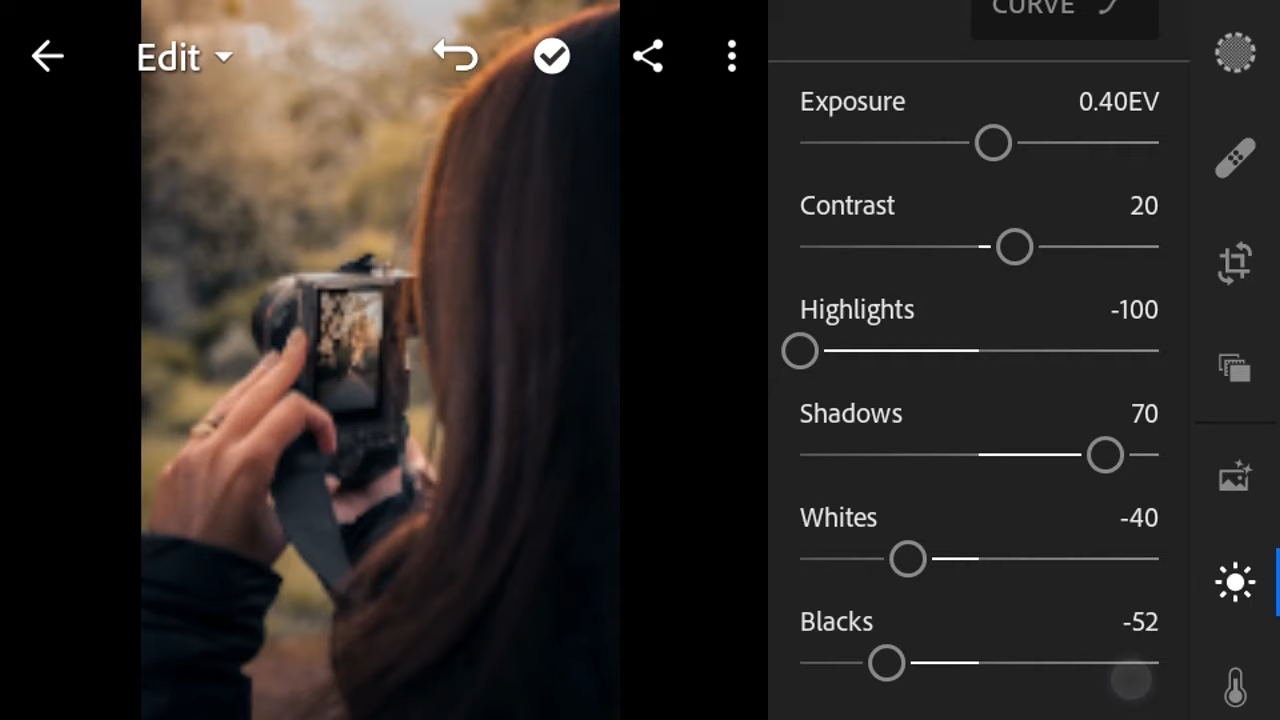 Edit
CURVE
Exposure 0.40EV
Contrast 20
Highlights -100
Shadows 70
Whites -40
Blacks -52